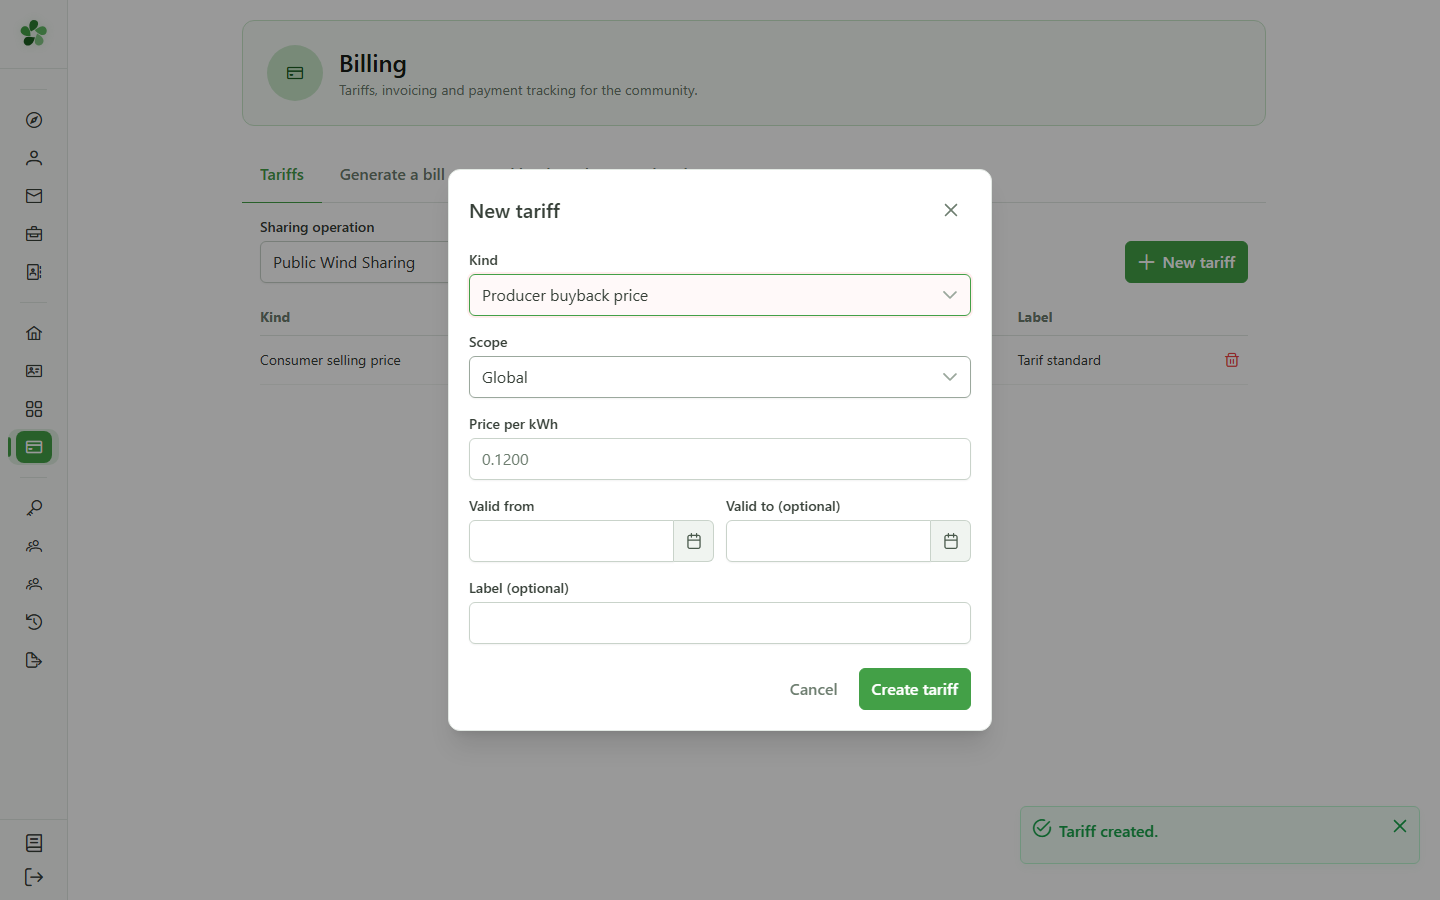 Billing
Tariffs, invoicing and payment tracking for the community.
Tariffs
Generate a bill
Sharing operation
Public Wind Sharing
New tariff
Kind
Label
Consumer selling price
Tarif standard
New tariff
Kind
Producer buyback price
Scope
Global
Price per kWh
0.1200
Valid from
Valid to (optional)
Label (optional)
Cancel
Create tariff
Tariff created.